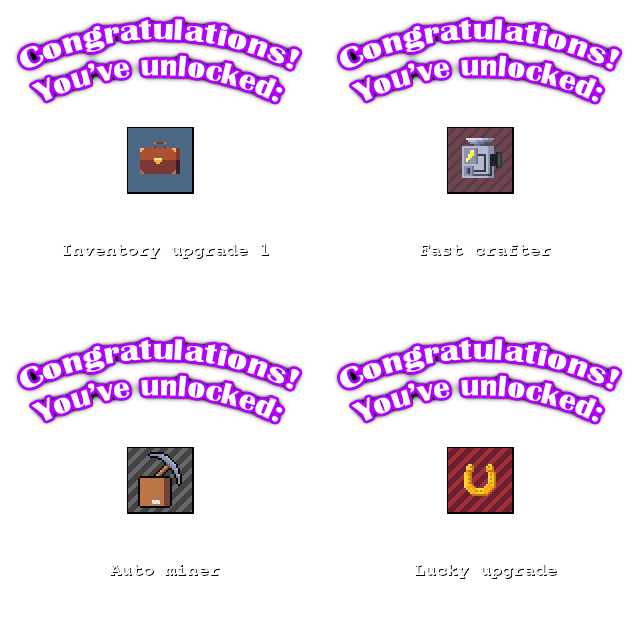 Congratulations!
You've unlocked:
Inventory upgrade 1
Congratulations!
You've unlocked:
Fast crafter
Congratulations!
You've unlocked:
Auto miner
Congratulations!
You've unlocked:
Lucky upgrade